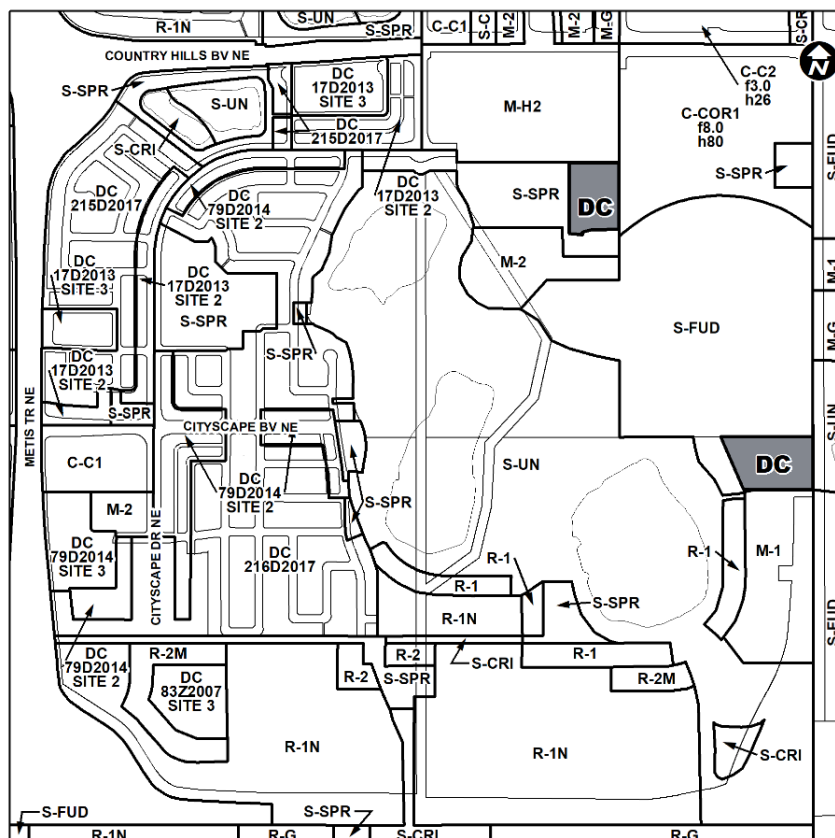 R-1N
S-UN
S-SPR
C-C1
S-C
M-2
M-2
M-G
S-CRI
COUNTRY HILLS BV NE
N
C-C2
f3.0
h26
S-SPR
DC
17D2013
SITE 3
S-UN
M-H2
C-COR1
f8.0
h80
S-FUD
S-CRI
DC
215D2017
S-SPR
DC
215D2017
DC
79D2014
SITE 2
DC
17D2013
SITE 2
S-SPR
DC
M-1
DC
17D2013
SITE 3
DC
17D2013
SITE 2
S-SPR
M-2
S-FUD
M-G
S-SPR
DC
17D2013
SITE 2
S-SPR
METIS TR NE
CITYSCAPE BV NE
S-UN
C-C1
S-UN
DC
DC
79D2014
SITE 2
S-SPR
M-2
CITYSCAPE DR NE
DC
79D2014
SITE 3
DC
216D2017
R-1
R-1
M-1
R-1
S-SPR
R-1N
S-FUD
DC
79D2014
SITE 2
R-2M
R-2
S-CRI
R-1
DC
83Z2007
SITE 3
R-2
S-SPR
R-2M
R-1N
R-1N
S-CRI
S-FUD
S-SPR
R-1N
R-G
S-CRI
R-G